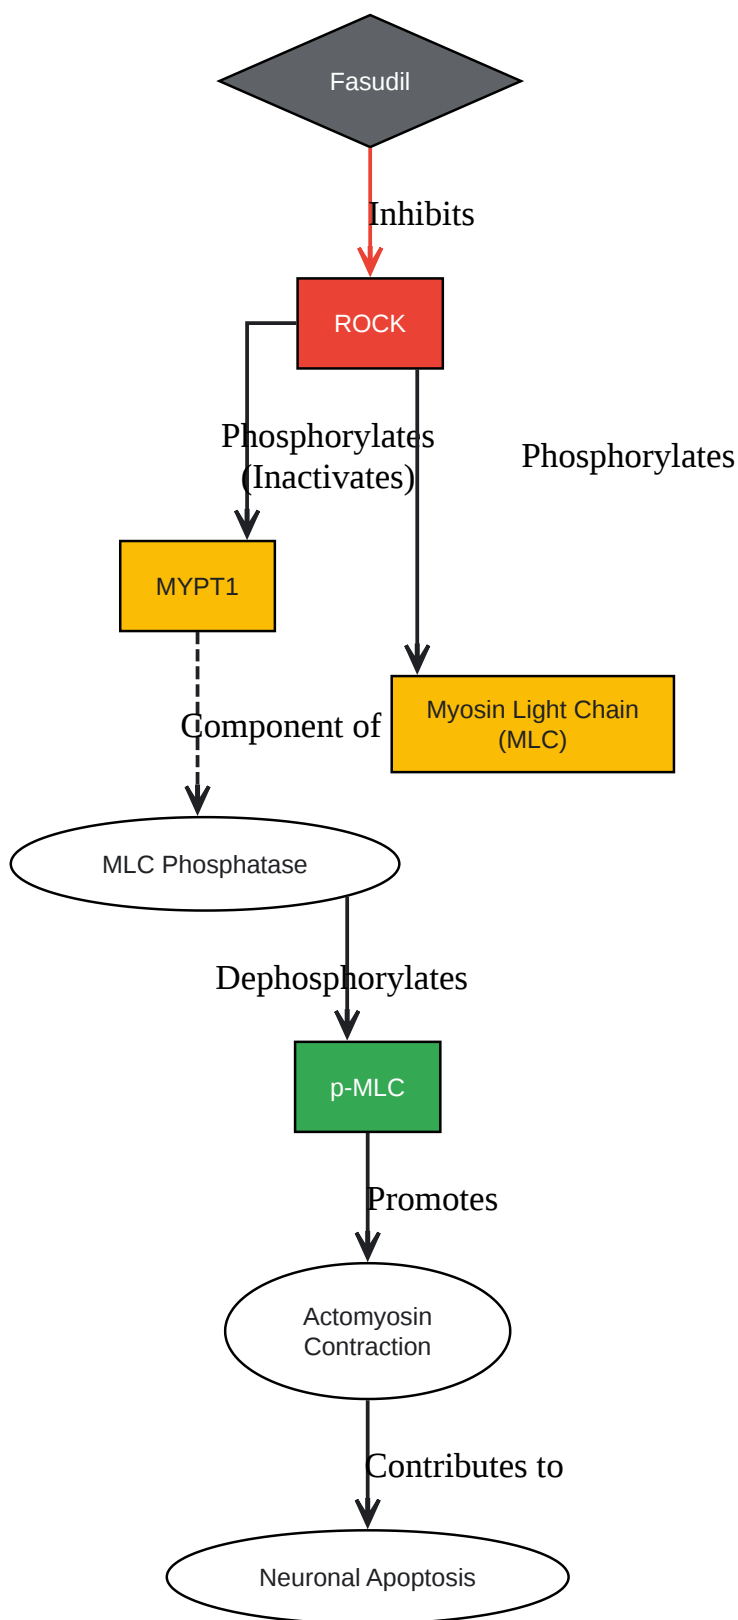 Fasudil
Inhibits
ROCK
Phosphorylates
(Inactivates)
Phosphorylates
MYPT1
Component of
Myosin Light Chain
(MLC)
MLC Phosphatase
Dephosphorylates
p-MLC
Promotes
Actomyosin
Contraction
Contributes to
Neuronal Apoptosis